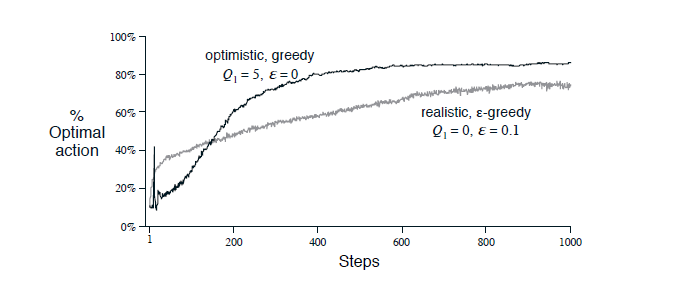 100%
80%
60%
40%
20%
0%
%
Optimal
action
optimistic, greedy
Q₁ = 5, ε = 0
realistic, ε-greedy
Q₁ = 0, ε = 0.1
1 200 400 600 800 1000
Steps